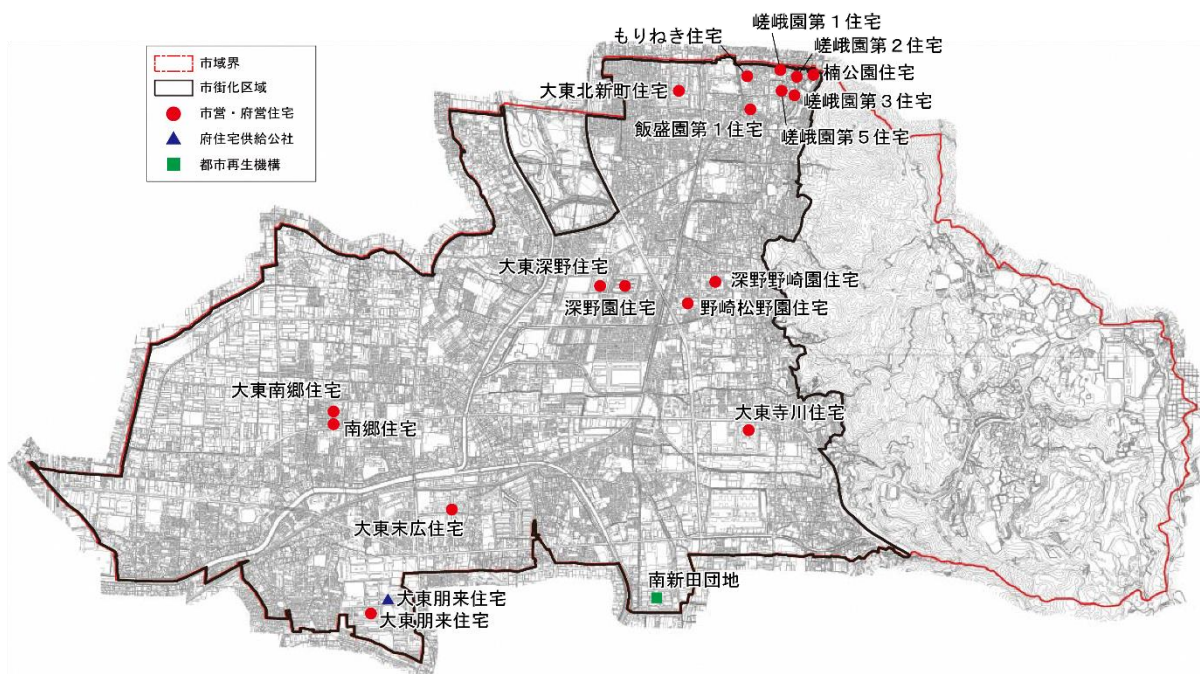 市域界
市街化区域
市営・府営住宅
府住宅供給公社
都市再生機構
嵯峨園第１住宅
もりねき住宅
嵯峨園第２住宅
楠公園住宅
大東北新町住宅
嵯峨園第３住宅
飯盛園第１住宅
嵯峨園第５住宅
大東深野住宅
深野野崎園住宅
深野園住宅
野崎松野園住宅
大東南郷住宅
南郷住宅
大東寺川住宅
大東末広住宅
南新田団地
大東朋来住宅
大東朋来住宅